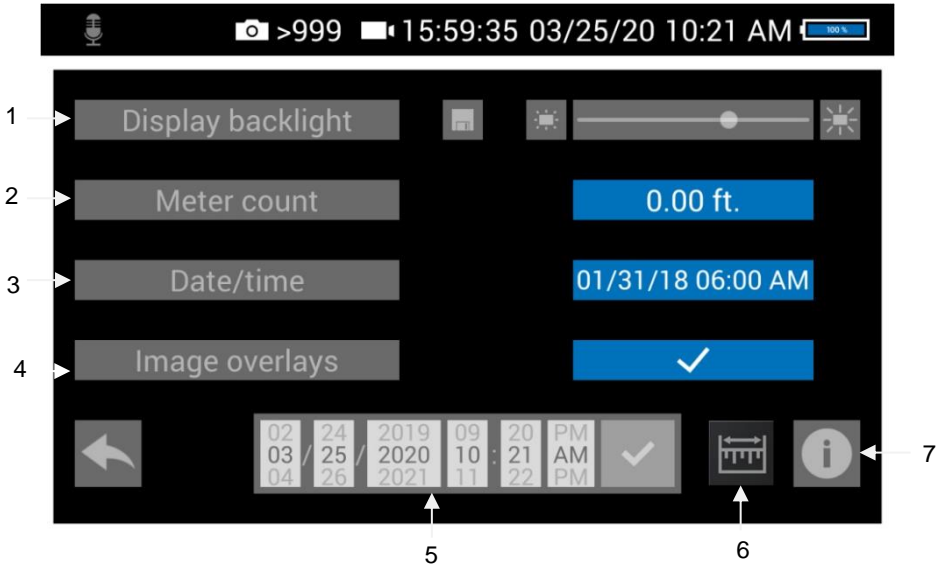 >999 15:59:35 03/25/20 10:21 AM 100 %
1 Display backlight
2 Meter count 0.00 ft.
3 Date/time 01/31/18 06:00 AM
4 Image overlays
02 24 2019 09 20 PM
03 / 25 / 2020 10 : 21 AM
04 26 2021 11 22 PM
i 7
5 6